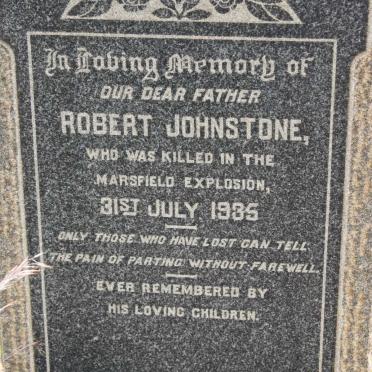 In Loving Memory of
OUR DEAR FATHER
ROBERT JOHNSTONE,
WHO WAS KILLED IN THE
MARSFIELD EXPLOSION,
31ST JULY 1935
ONLY THOSE WHO HAVE LOST CAN TELL
THE PAIN OF PARTING WITHOUT FAREWELL.
EVER REMEMBERED BY
HIS LOVING CHILDREN.